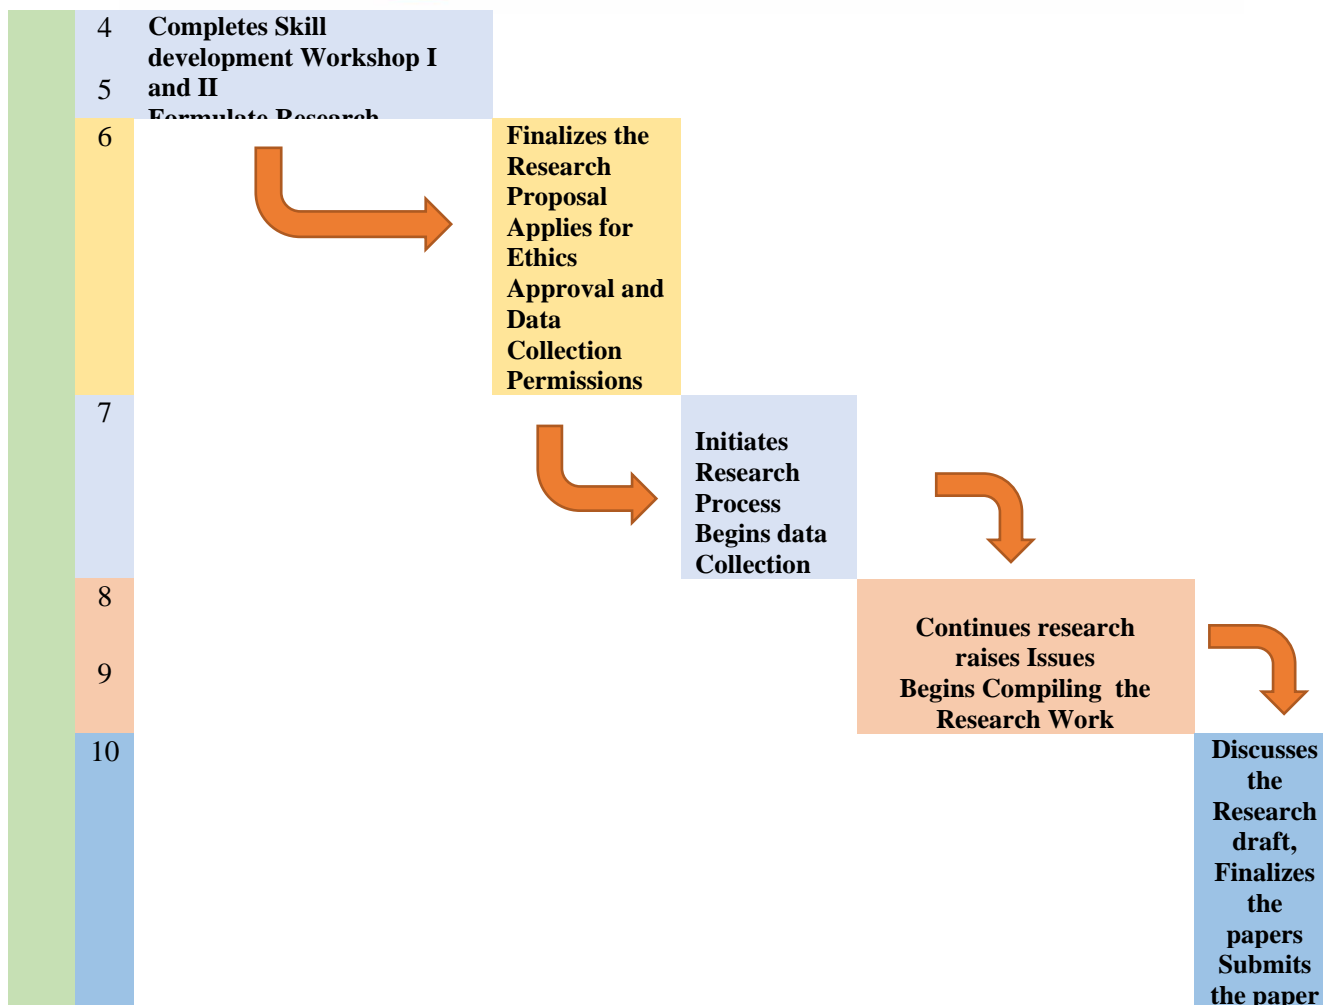 4
Completes Skill
development Workshop I
5
and II
Formulate Research
6
Finalizes the
Research
Proposal
Applies for
Ethics
Approval and
Data
Collection
Permissions
7
Initiates
Research
Process
Begins data
Collection
8
Continues research
raises Issues
9
Begins Compiling the
Research Work
10
Discusses
the
Research
draft,
Finalizes
the
papers
Submits
the paper